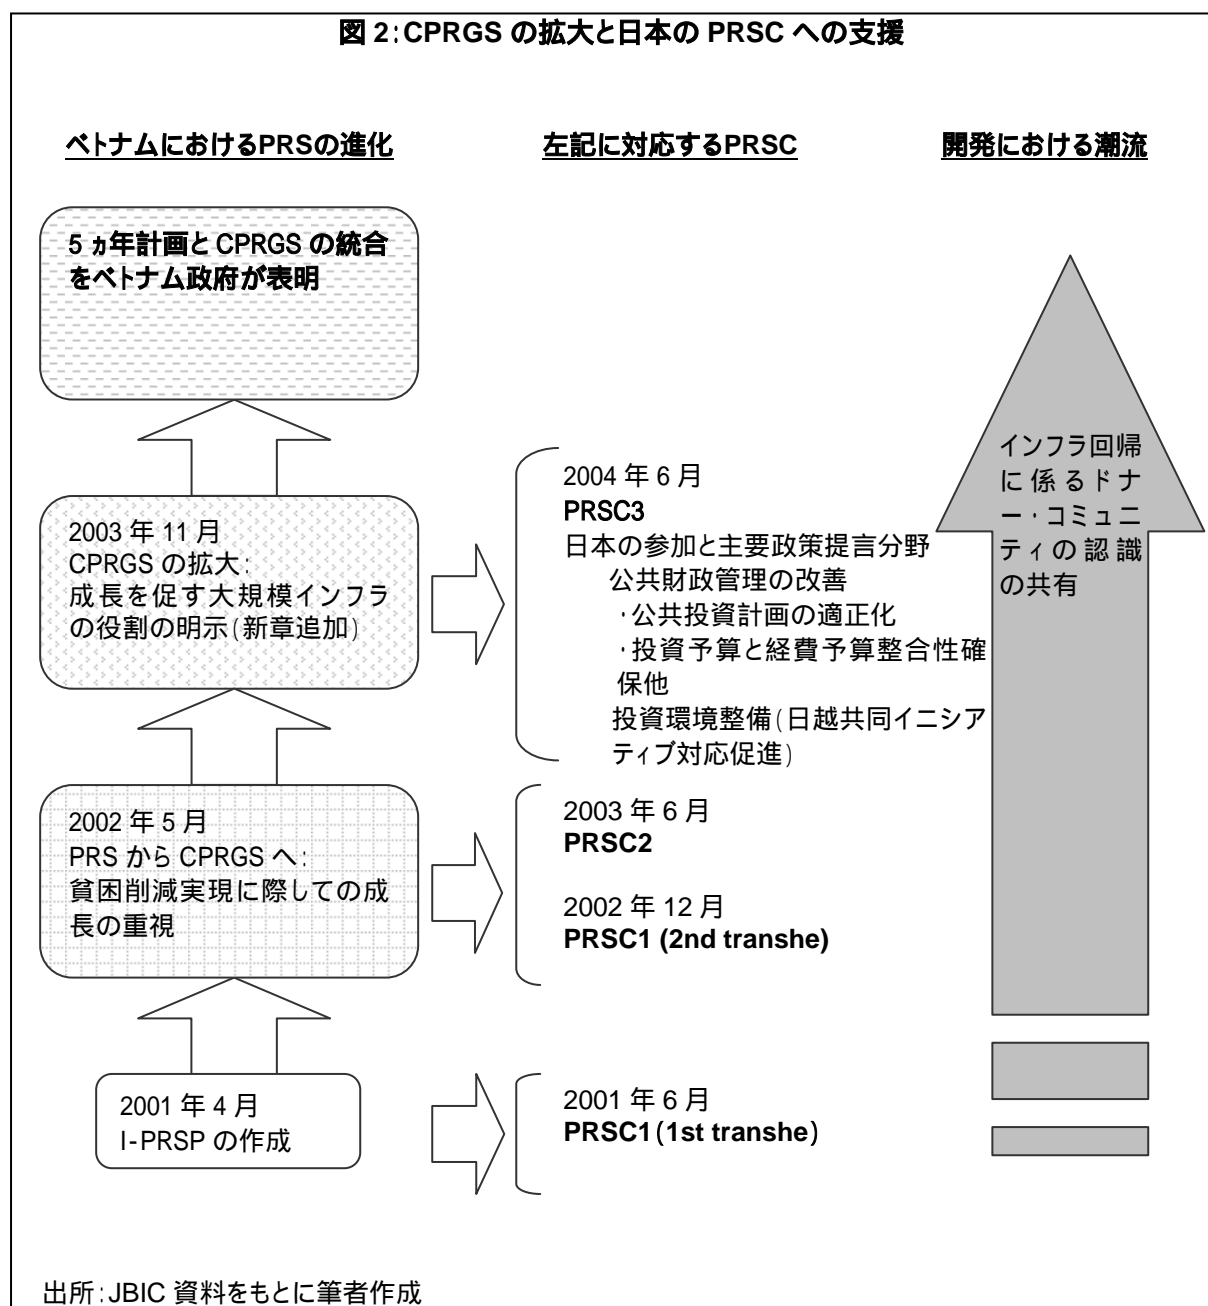 図 2:CPRGS の拡大と日本の PRSC への支援
ベトナムにおけるPRSの進化
5 ヵ年計画と CPRGS の統合
をベトナム政府が表明
2003 年 11 月
CPRGS の拡大:
成長を促す大規模インフラ
の役割の明示(新章追加)
2002 年 5 月
PRS から CPRGS へ:
貧困削減実現に際しての成
長の重視
2001 年 4 月
I-PRSP の作成
左記に対応するPRSC
2004 年 6 月
PRSC3
日本の参加と主要政策提言分野
公共財政管理の改善
・公共投資計画の適正化
・投資予算と経費予算整合性確
保他
投資環境整備(日越共同イニシア
ティブ対応促進)
2003 年 6 月
PRSC2
2002 年 12 月
PRSC1 (2nd transhe)
2001 年 6 月
PRSC1(1st transhe)
開発における潮流
インフラ回帰
に係るドナ
ー・コミュニ
ティの認識
の共有
出所:JBIC 資料をもとに筆者作成